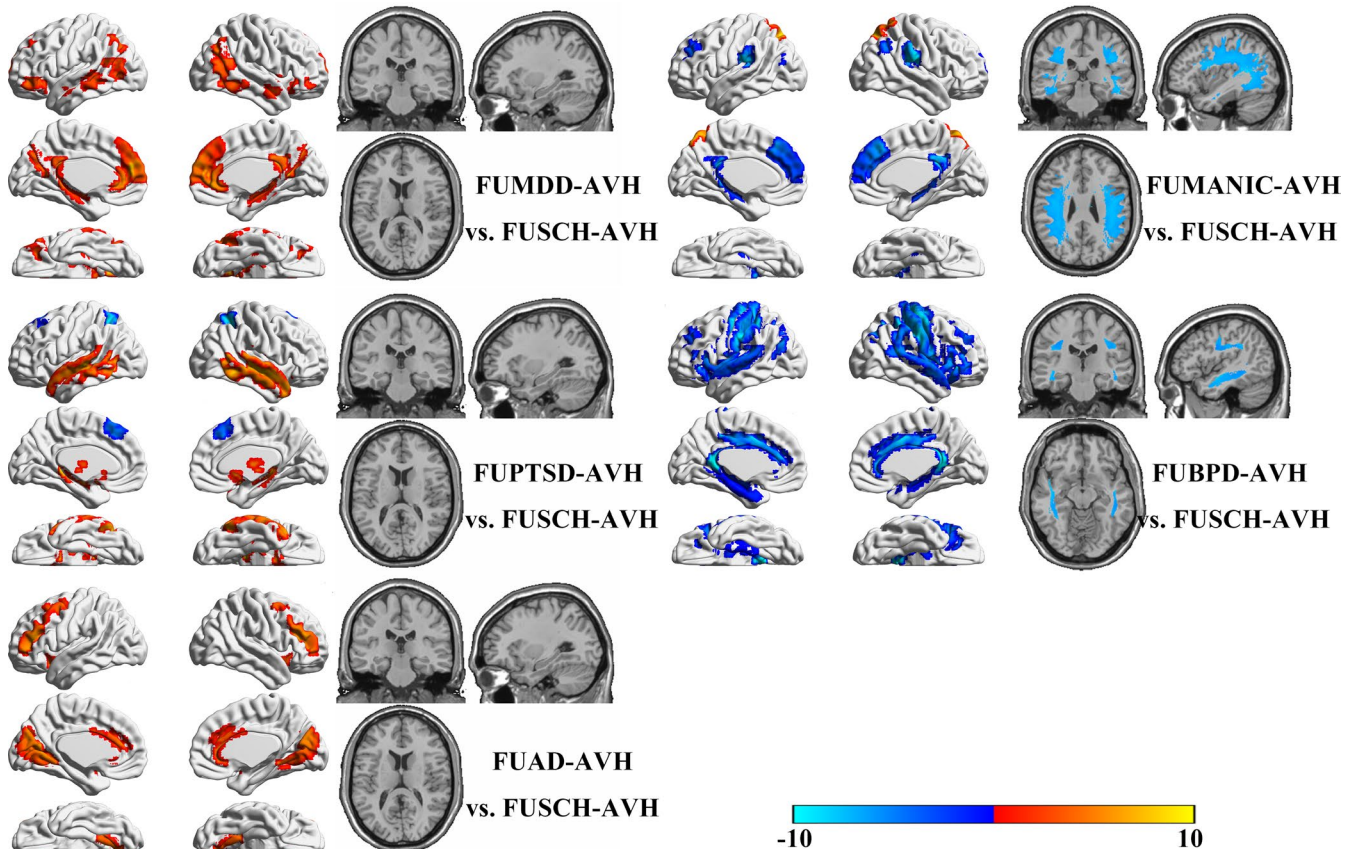 FUMDD-AVH
vs. FUSCH-AVH
FUMANIC-AVH
vs. FUSCH-AVH
FUPTSD-AVH
vs. FUSCH-AVH
FUBPD-AVH
vs. FUSCH-AVH
FUAD-AVH
vs. FUSCH-AVH
-10
10